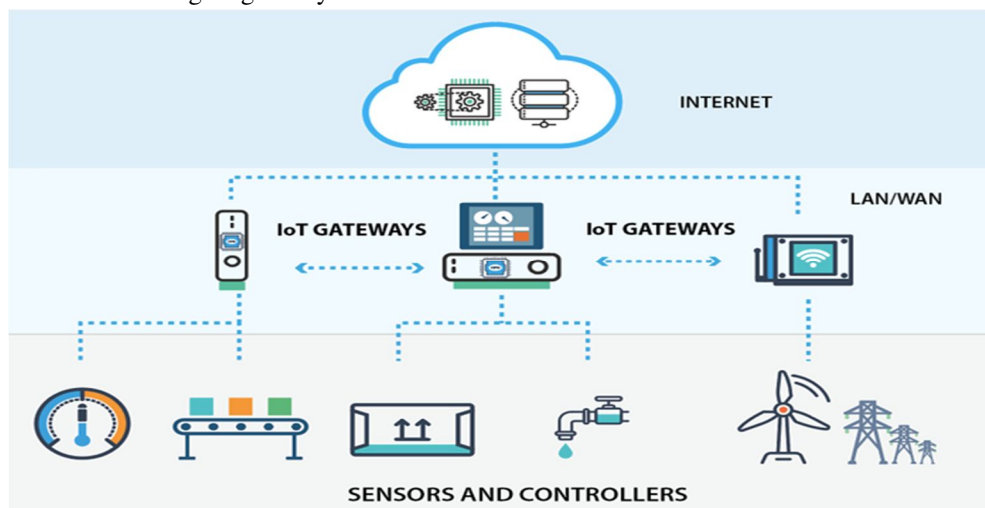 INTERNET
LAN/WAN
IoT GATEWAYS
IoT GATEWAYS
SENSORS AND CONTROLLERS